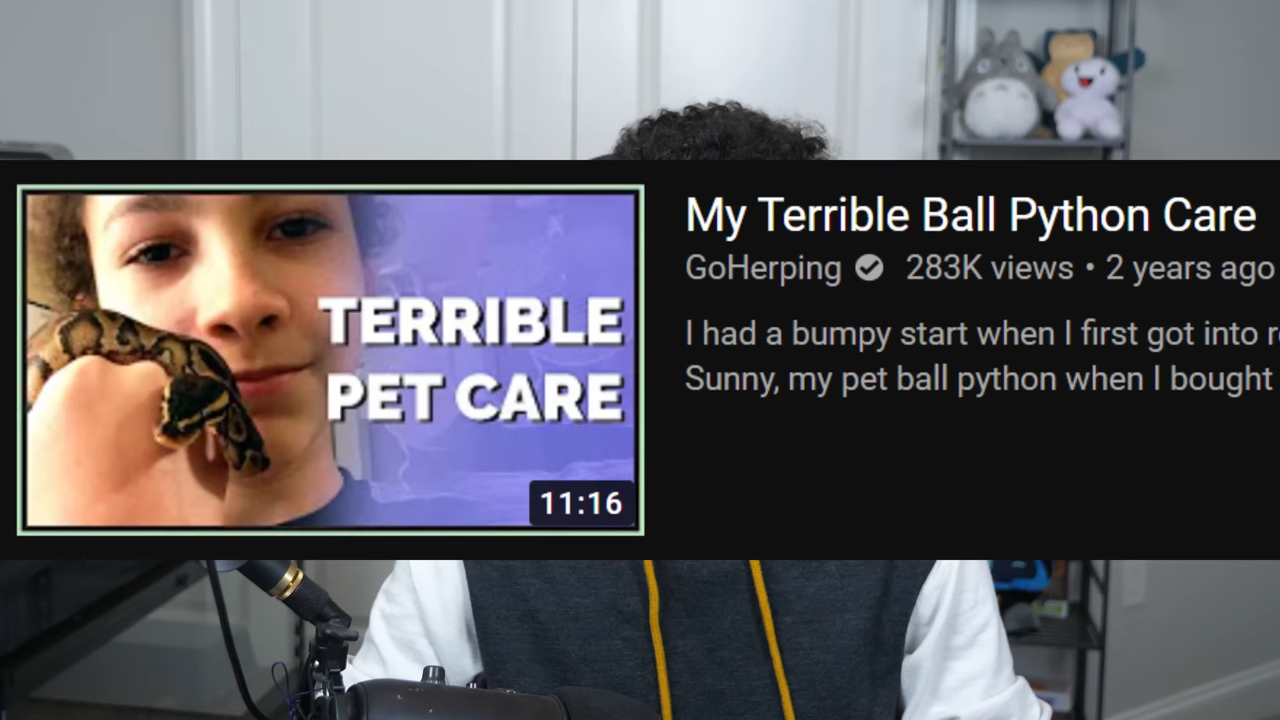 TERRIBLE
PET CARE
11:16
My Terrible Ball Python Care
GoHerping 283K views • 2 years ago
I had a bumpy start when I first got into
Sunny, my pet ball python when I bought